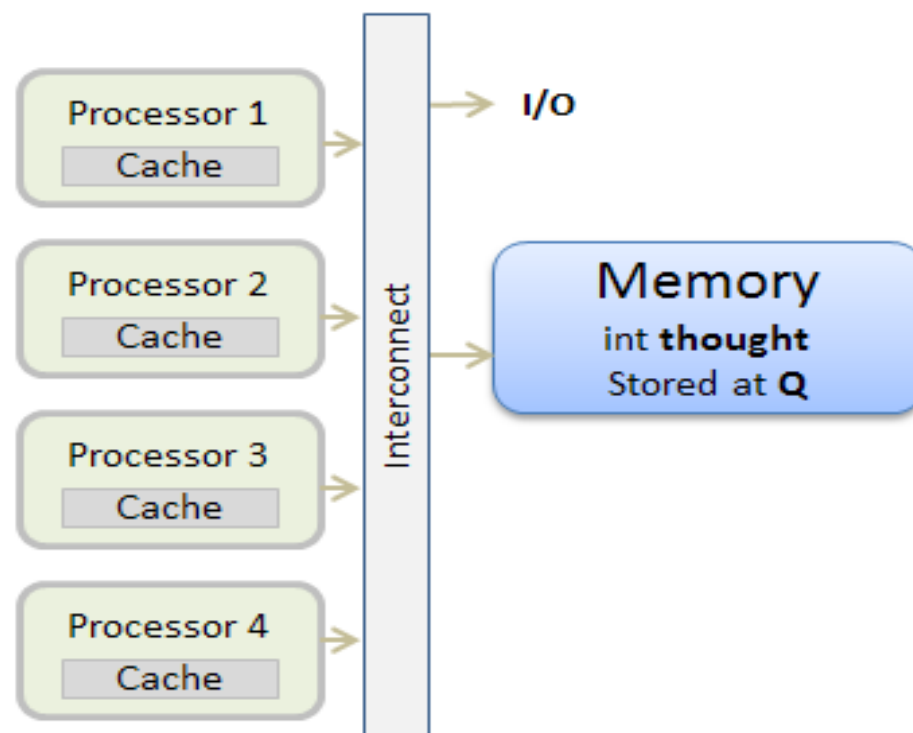 Processor 1
Cache
Processor 2
Cache
Processor 3
Cache
Processor 4
Cache
Interconnect
I/O
Memory
int thought
Stored at Q